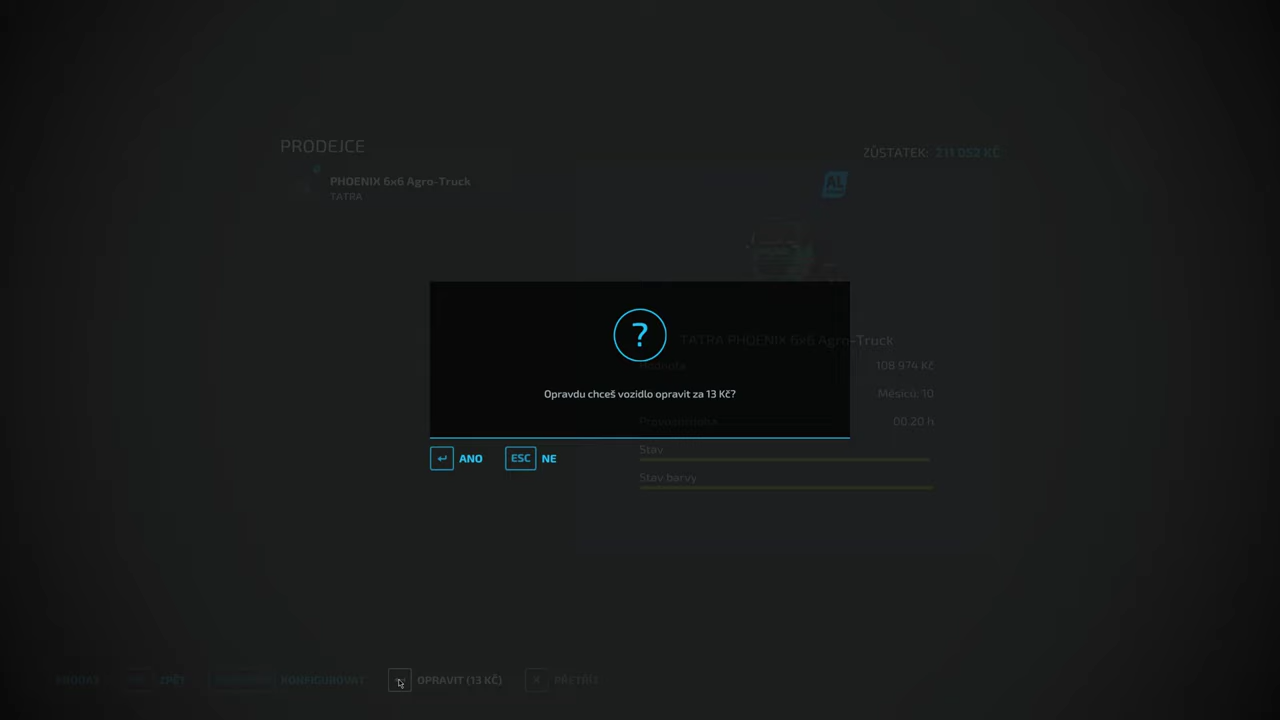 PRODEJCE
ZŮSTATEK: 211 053 KČ
PHOENIX 6x6 Agro-Truck
TATRA
AL
?
Opravdu chceš vozidlo opravit za 13 Kč?
TATRA PHOENIX 6x6 Agro-Truck
Hodnota 108 974 Kč
Měsíců: 10
00:20 h
Stav
Stav barvy
↵ ANO ESC NE
ZPĚT KONFIGUROVAT OPRAVIT (13 KČ) X PŘETŘÍT